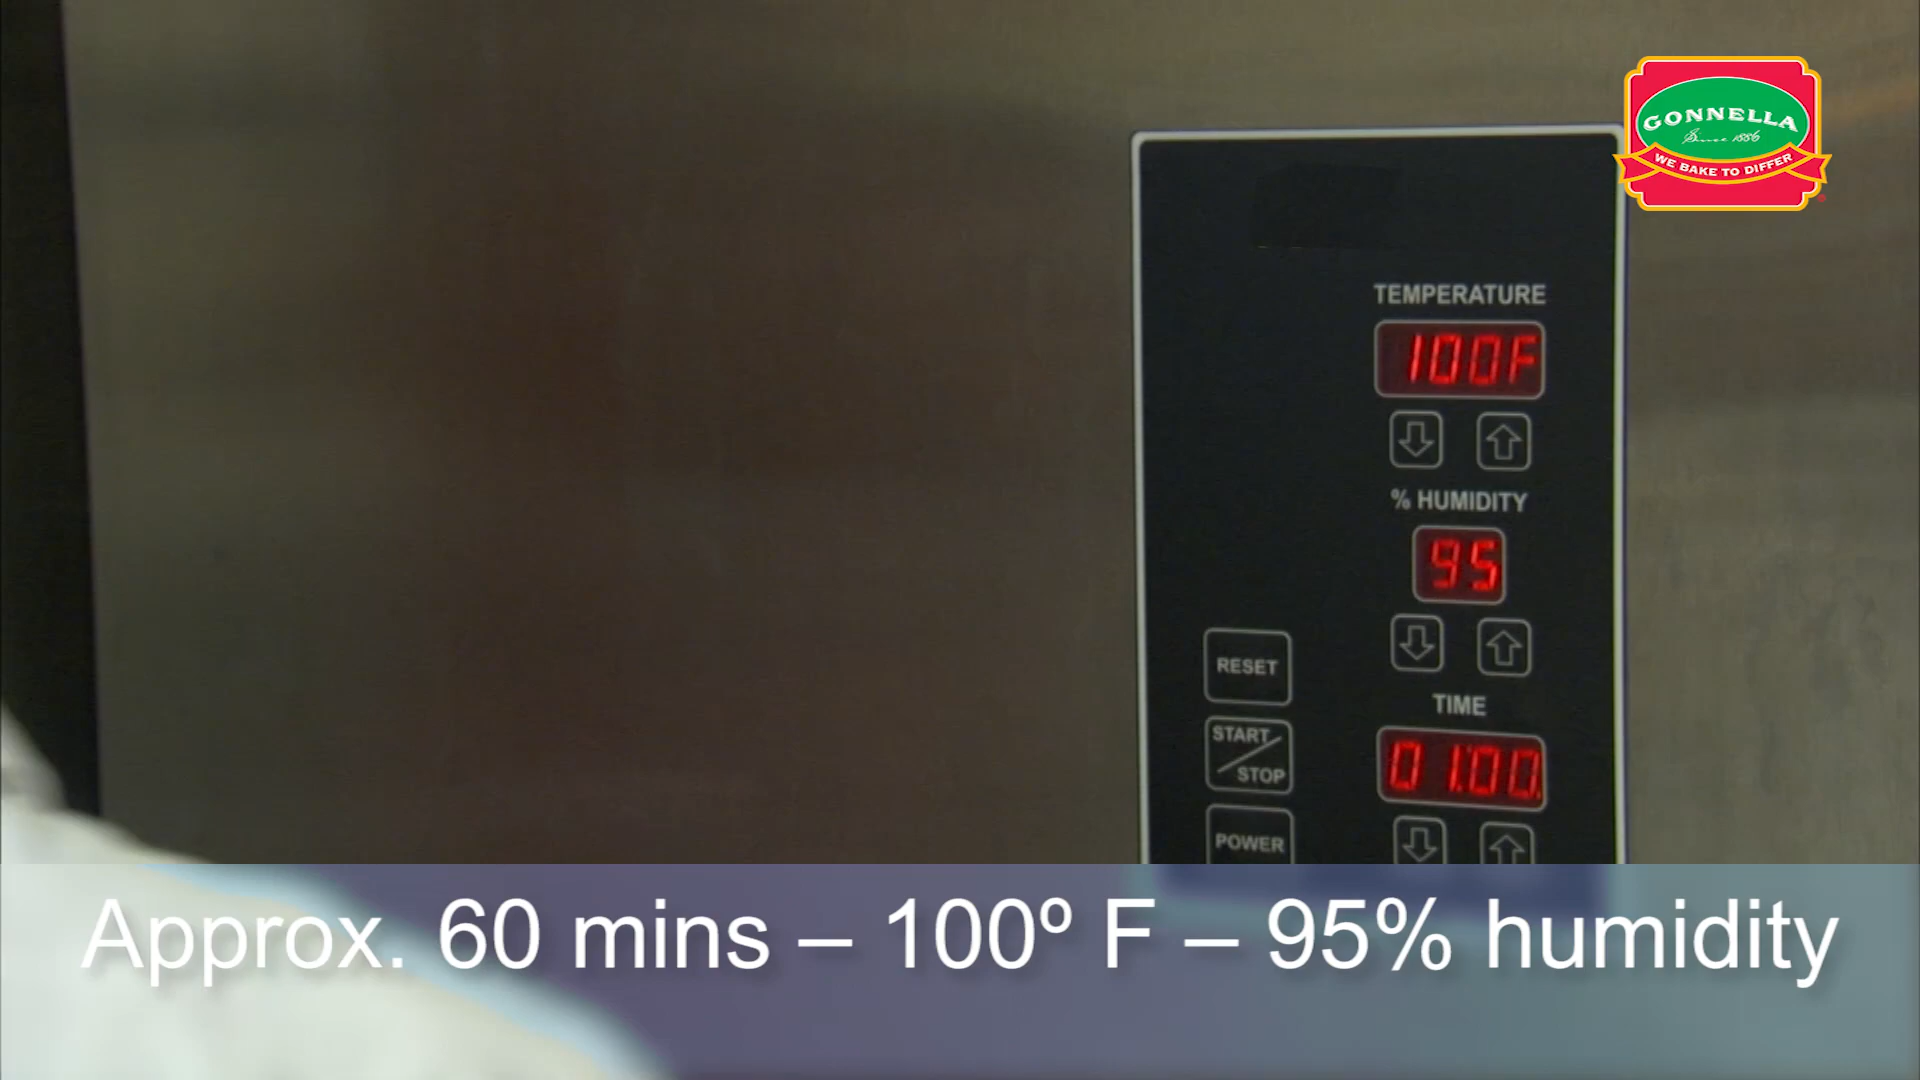 GONNELLA
Since 1886
WE BAKE TO DIFFER
TEMPERATURE
100F
% HUMIDITY
95
RESET
TIME
START/STOP
01:00
POWER
Approx. 60 mins – 100º F – 95% humidity